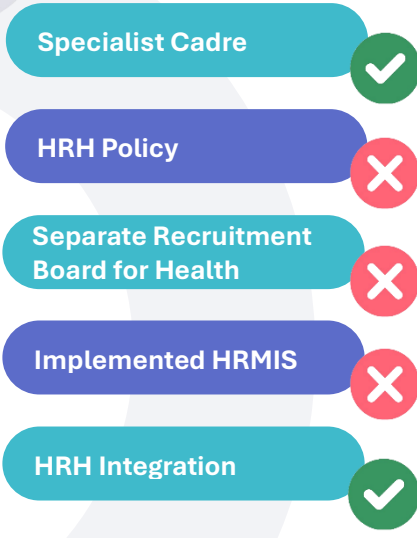 Specialist Cadre
HRH Policy
Separate Recruitment
Board for Health
Implemented HRMIS
HRH Integration